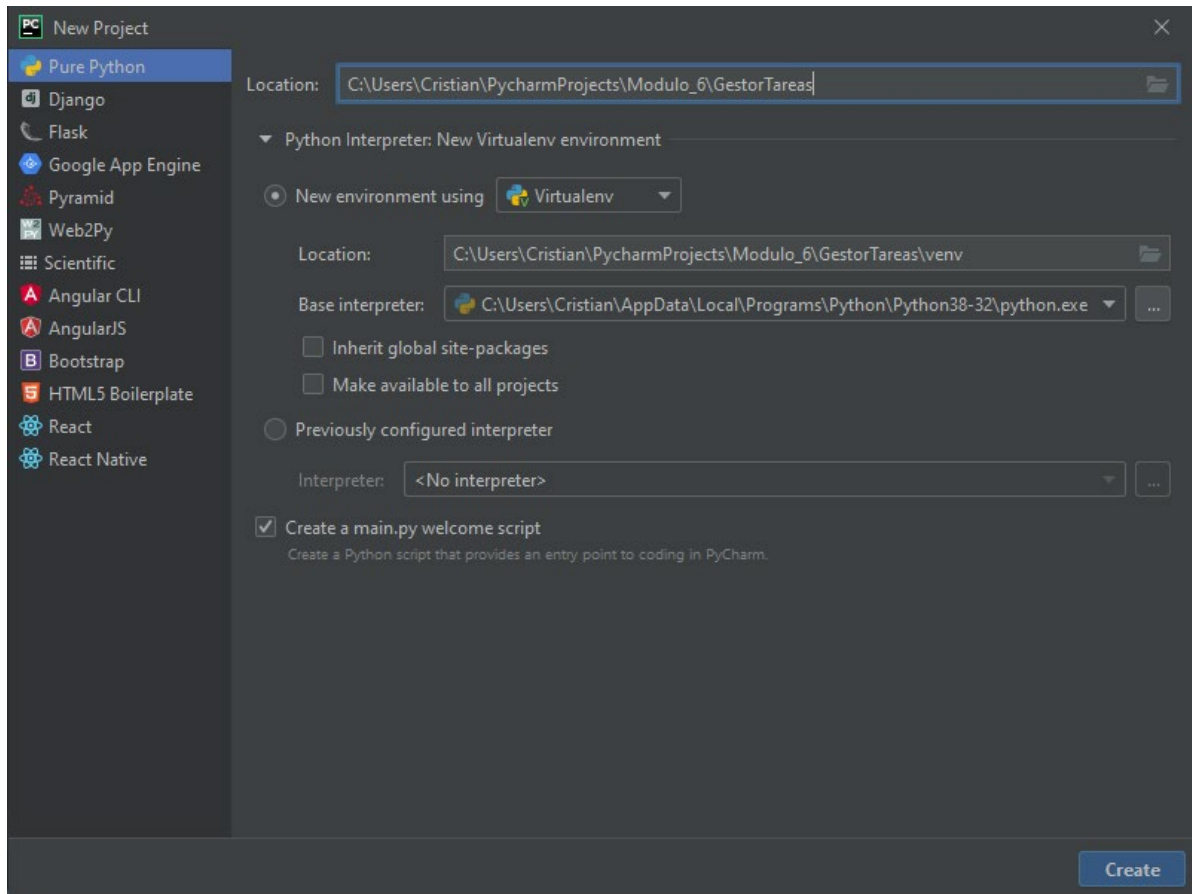 New Project
Pure Python
Django
Flask
Google App Engine
Pyramid
Web2Py
Scientific
Angular CLI
AngularJS
Bootstrap
HTML5 Boilerplate
React
React Native
Location: C:\Users\Cristian\PycharmProjects\Modulo_6\GestorTareas
Python Interpreter: New Virtualenv environment
New environment using Virtualenv
Location: C:\Users\Cristian\PycharmProjects\Modulo_6\GestorTareas\venv
Base interpreter: C:\Users\Cristian\AppData\Local\Programs\Python\Python38-32\python.exe ...
Inherit global site-packages
Make available to all projects
Previously configured interpreter
Interpreter: <No interpreter> ...
Create a main.py welcome script
Create a Python script that provides an entry point to coding in PyCharm.
Create